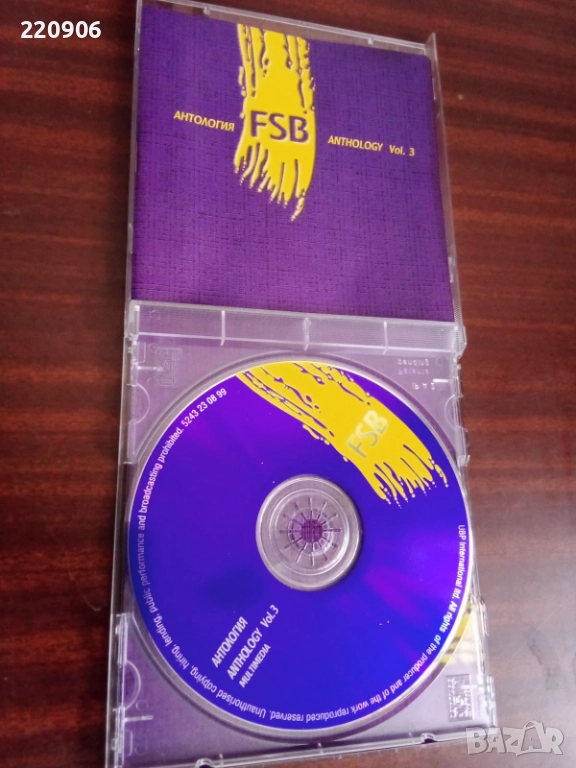 220906
АНТОЛОГИЯ FSB ANTHOLOGY Vol. 3
FSB
UBP International ltd. All rights of the producer and of the work reproduced reserved. Unauthorised copying, hiring, lending, public performance and broadcasting prohibited. 5243 23 08 99
АНТОЛОГИЯ
ANTHOLOGY Vol.3
MULTIMEDIA
BAZAR